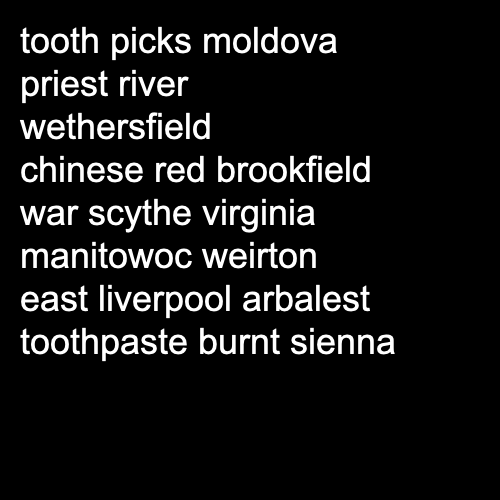 tooth picks moldova
priest river
wethersfield
chinese red brookfield
war scythe virginia
manitowoc weirton
east liverpool arbalest
toothpaste burnt sienna